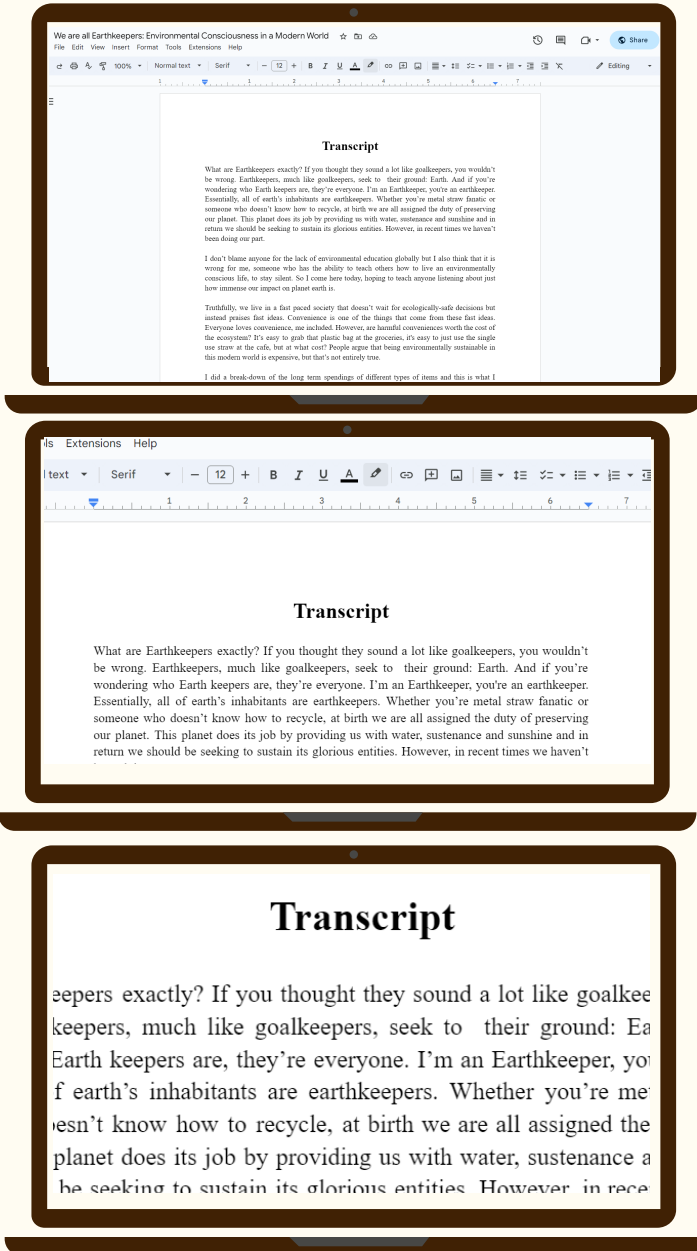 We are all Earthkeepers: Environmental Consciousness in a Modern World
Share
File Edit View Insert Format Tools Extensions Help
100% Normal text Serif 12 B I U A Editing
1 1 2 3 4 5 6 7
Transcript
What are Earthkeepers exactly? If you thought they sound a lot like goalkeepers, you wouldn't
be wrong. Earthkeepers, much like goalkeepers, seek to their ground: Earth. And if you're
wondering who Earth keepers are, they're everyone. I'm an Earthkeeper, you're an earthkeeper.
Essentially, all of earth's inhabitants are earthkeepers. Whether you're metal straw fanatic or
someone who doesn't know how to recycle, at birth we are all assigned the duty of preserving
our planet. This planet does its job by providing us with water, sustenance and sunshine and in
return we should be seeking to sustain its glorious entities. However, in recent times we haven't
been doing our part.
I don't blame anyone for the lack of environmental education globally but I also think that it is
wrong for me, someone who has the ability to teach others how to live an environmentally
conscious life, to stay silent. So I come here today, hoping to teach anyone listening about just
how immense our impact on planet earth is.
Truthfully, we live in a fast paced society that doesn't wait for ecologically-safe decisions but
instead praises fast ideas. Convenience is one of the things that come from these fast ideas.
Everyone loves convenience, me included. However, are harmful conveniences worth the cost of
the ecosystem? It's easy to grab that plastic bag at the groceries, it's easy to just use the single
use straw at the cafe, but at what cost? People argue that being environmentally sustainable in
this modern world is expensive, but that's not entirely true.
I did a break-down of the long term spendings of different types of items and this is what I
ls Extensions Help
text Serif 12 B I U A
1 2 3 4 5 6 7
Transcript
What are Earthkeepers exactly? If you thought they sound a lot like goalkeepers, you wouldn't
be wrong. Earthkeepers, much like goalkeepers, seek to their ground: Earth. And if you're
wondering who Earth keepers are, they're everyone. I'm an Earthkeeper, you're an earthkeeper.
Essentially, all of earth's inhabitants are earthkeepers. Whether you're metal straw fanatic or
someone who doesn't know how to recycle, at birth we are all assigned the duty of preserving
our planet. This planet does its job by providing us with water, sustenance and sunshine and in
return we should be seeking to sustain its glorious entities. However, in recent times we haven't
Transcript
eepers exactly? If you thought they sound a lot like goalkee
keepers, much like goalkeepers, seek to their ground: Ea
Earth keepers are, they're everyone. I'm an Earthkeeper, you
f earth's inhabitants are earthkeepers. Whether you're me
esn't know how to recycle, at birth we are all assigned the
planet does its job by providing us with water, sustenance a
be seeking to sustain its glorious entities. However, in rece